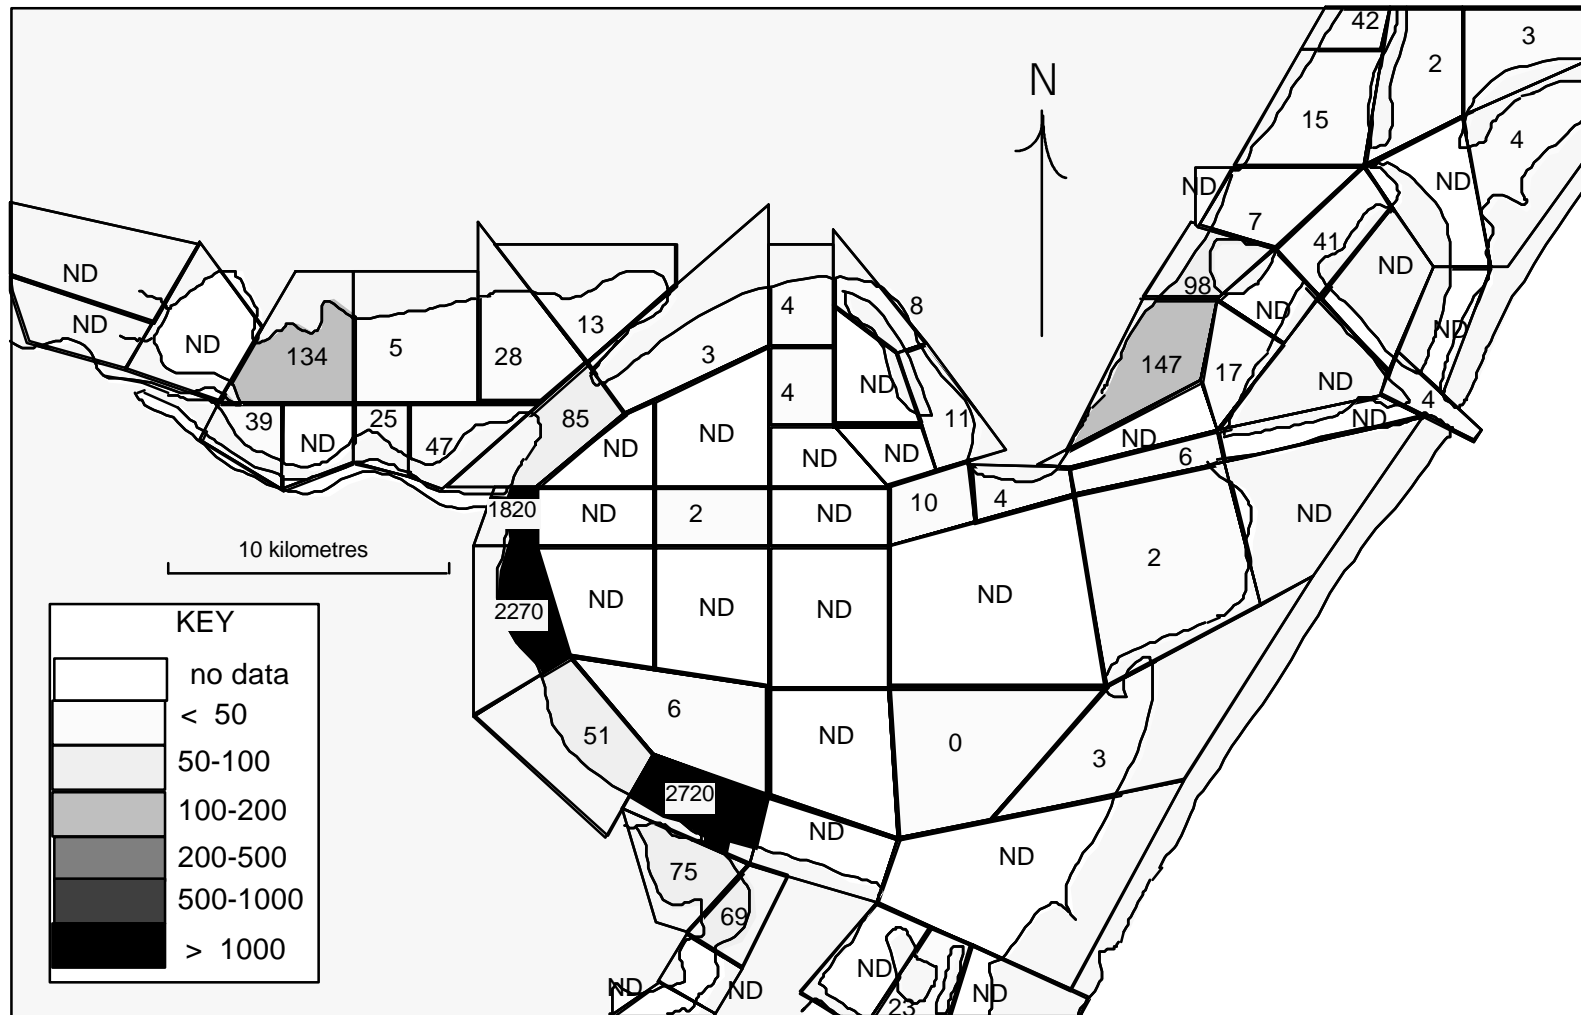 42
3
2
N
15
4
ND
ND
7
41
ND
ND
ND
98
ND
ND
4
8
13
ND
ND
134
5
28
3
147
17
ND
ND
4
ND
4
39
ND
25
47
85
ND
ND
11
ND
ND
ND
6
ND
1820
ND
2
ND
10
4
ND
10 kilometres
2
2270
ND
ND
ND
ND
KEY
no data
< 50
50-100
100-200
200-500
500-1000
> 1000
6
51
ND
0
3
2720
ND
ND
75
69
ND
ND
ND
23
ND